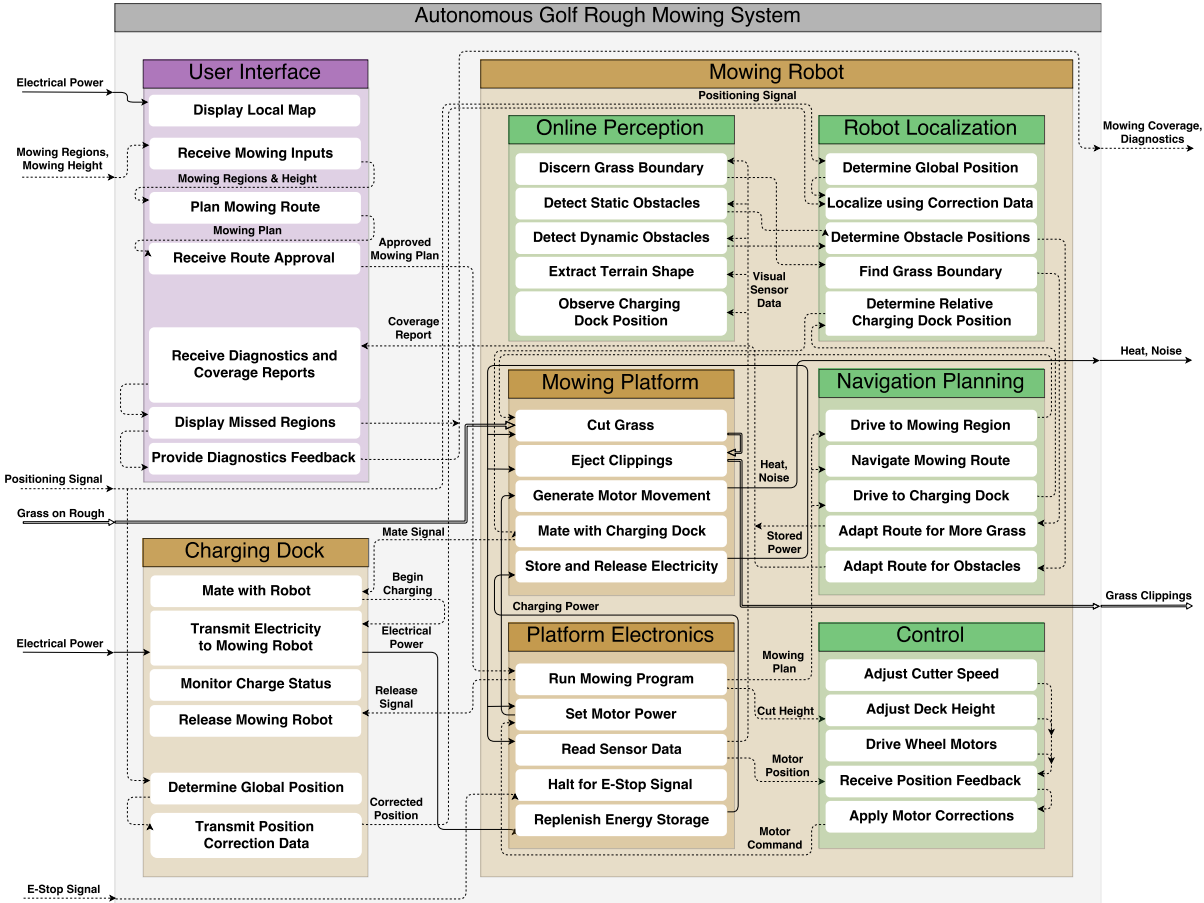 Autonomous Golf Rough Mowing System
Electrical Power
Mowing Regions,
Mowing Height
User Interface
Display Local Map
Receive Mowing Inputs
Mowing Regions & Height
Plan Mowing Route
Mowing Plan
Receive Route Approval
Approved
Mowing Plan
Coverage
Report
Receive Diagnostics and
Coverage Reports
Display Missed Regions
Provide Diagnostics Feedback
Positioning Signal
Grass on Rough
Mate Signal
Charging Dock
Mate with Robot
Begin
Charging
Transmit Electricity
to Mowing Robot
Electrical
Power
Electrical Power
Monitor Charge Status
Release Mowing Robot
Release
Signal
Determine Global Position
Corrected
Position
Transmit Position
Correction Data
E-Stop Signal
Mowing Robot
Positioning Signal
Online Perception
Discern Grass Boundary
Detect Static Obstacles
Detect Dynamic Obstacles
Extract Terrain Shape
Observe Charging
Dock Position
Visual
Sensor
Data
Robot Localization
Determine Global Position
Localize using Correction Data
Determine Obstacle Positions
Find Grass Boundary
Determine Relative
Charging Dock Position
Mowing Coverage,
Diagnostics
Heat, Noise
Mowing Platform
Cut Grass
Eject Clippings
Generate Motor Movement
Mate with Charging Dock
Store and Release Electricity
Heat,
Noise
Stored
Power
Charging Power
Navigation Planning
Drive to Mowing Region
Navigate Mowing Route
Drive to Charging Dock
Adapt Route for More Grass
Adapt Route for Obstacles
Grass Clippings
Platform Electronics
Run Mowing Program
Set Motor Power
Read Sensor Data
Halt for E-Stop Signal
Replenish Energy Storage
Mowing
Plan
Cut Height
Motor
Position
Motor
Command
Control
Adjust Cutter Speed
Adjust Deck Height
Drive Wheel Motors
Receive Position Feedback
Apply Motor Corrections